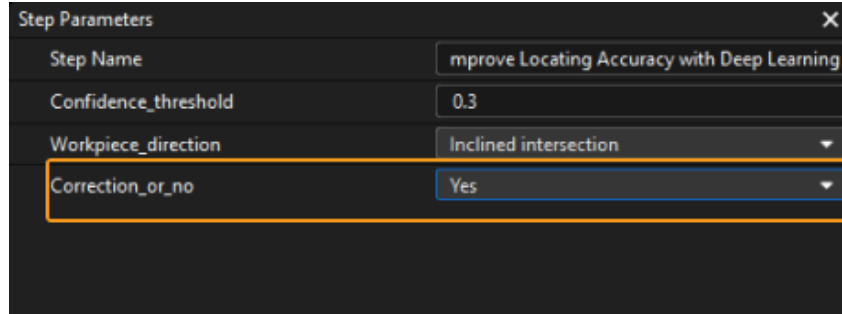 Step Parameters
Step Name mprove Locating Accuracy with Deep Learning
Confidence_threshold 0.3
Workpiece_direction Inclined intersection
Correction_or_no Yes